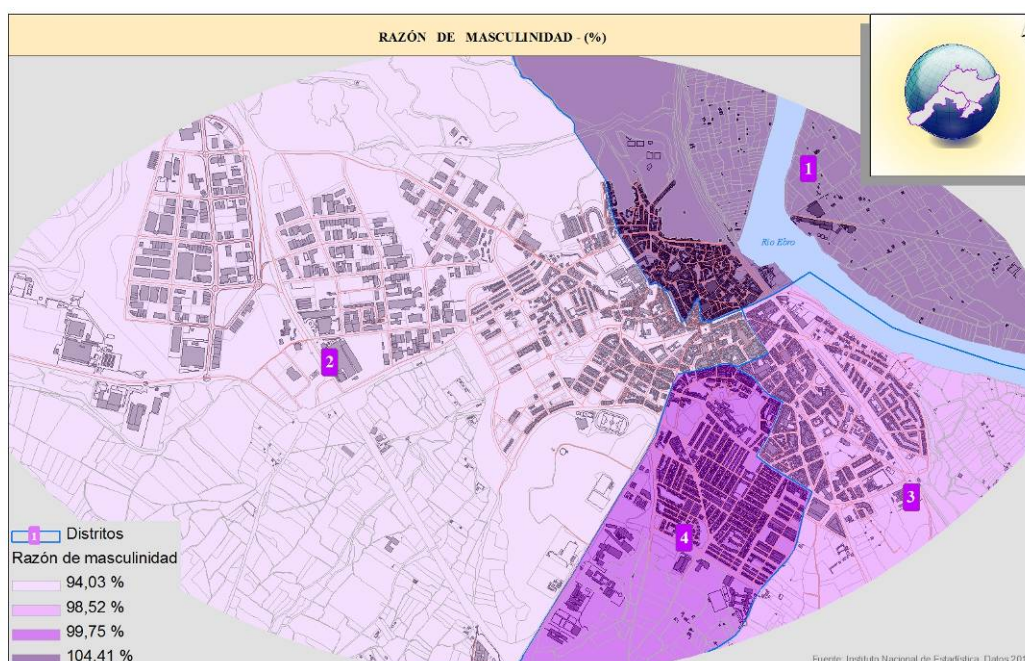 RAZÓN DE MASCULINIDAD - (%)
1
Río Ebro
2
3
4
1 Distritos
Razón de masculinidad
94,03 %
98,52 %
99,75 %
104,41 %
Fuente: Instituto Nacional de Estadística. Datos